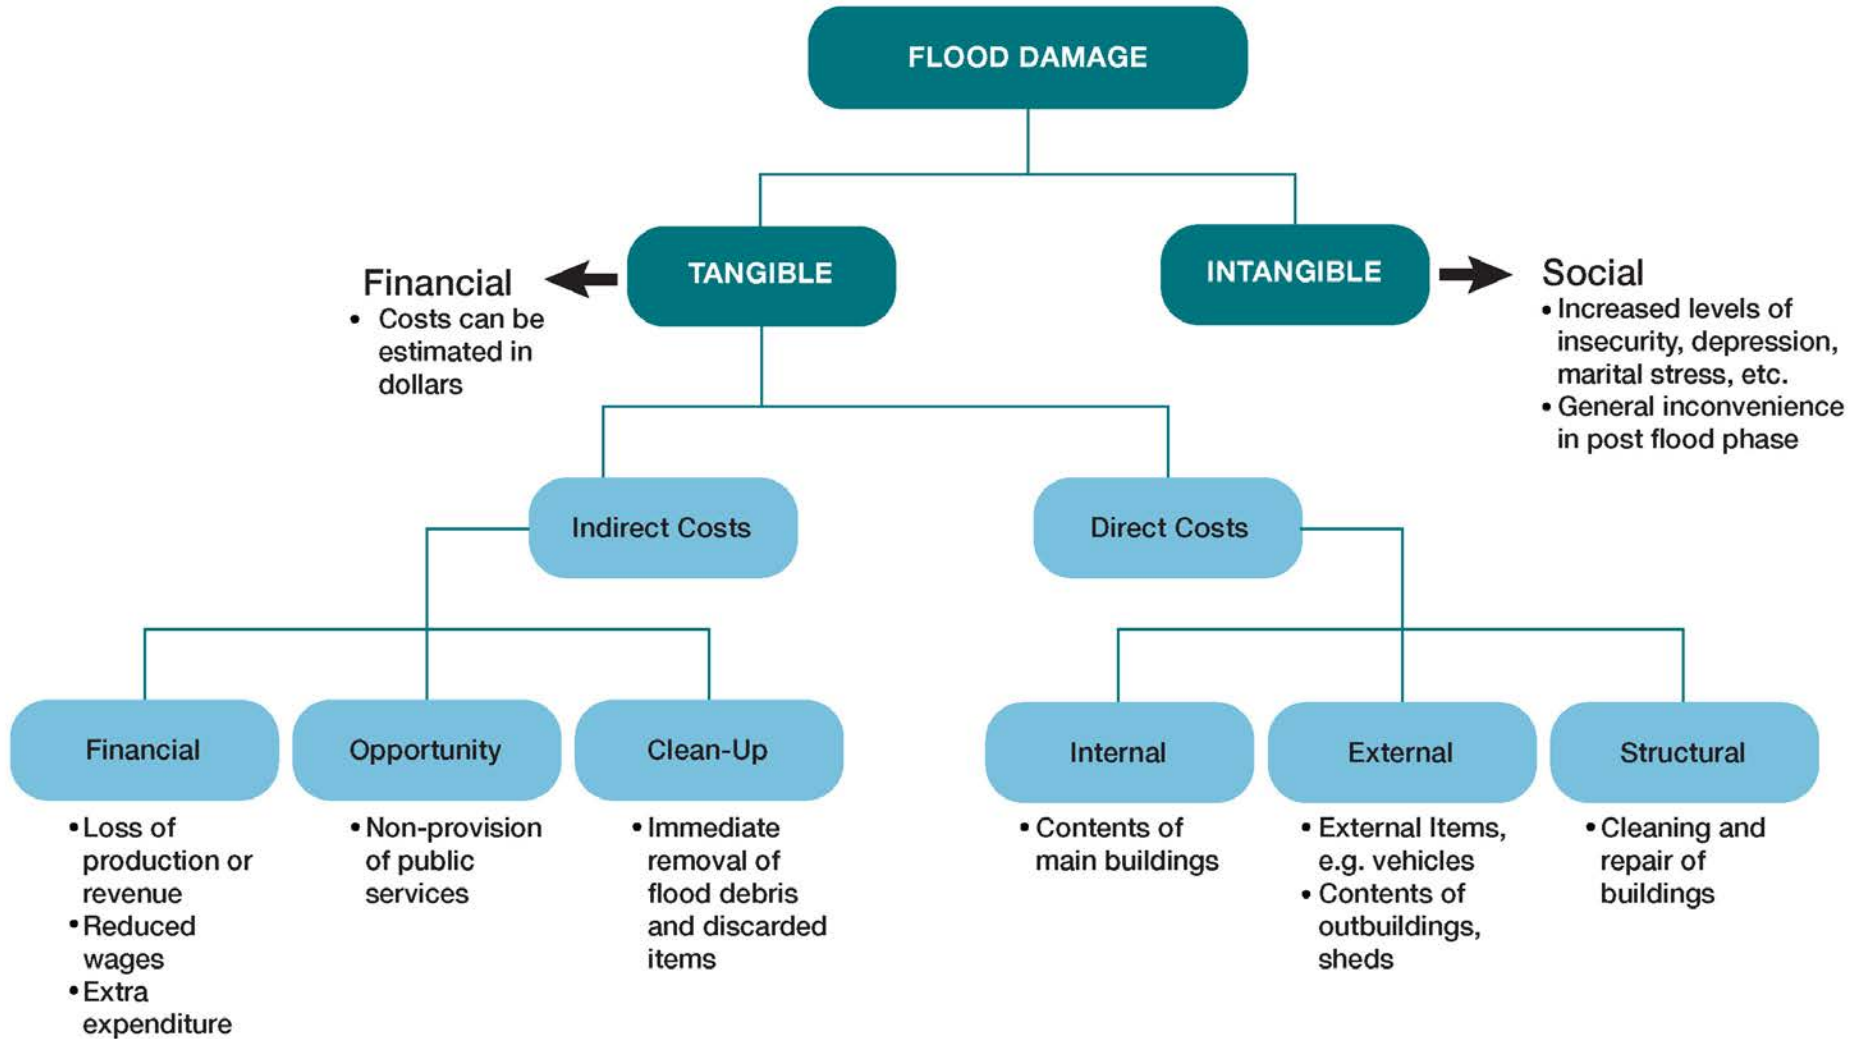 FLOOD DAMAGE
TANGIBLE
INTANGIBLE
Financial
• Costs can be
estimated in
dollars
Social
• Increased levels of
insecurity, depression,
marital stress, etc.
• General inconvenience
in post flood phase
Indirect Costs
Direct Costs
Financial
• Loss of
production or
revenue
• Reduced
wages
• Extra
expenditure
Opportunity
• Non-provision
of public
services
Clean-Up
• Immediate
removal of
flood debris
and discarded
items
Internal
• Contents of
main buildings
External
• External Items,
e.g. vehicles
• Contents of
outbuildings,
sheds
Structural
• Cleaning and
repair of
buildings